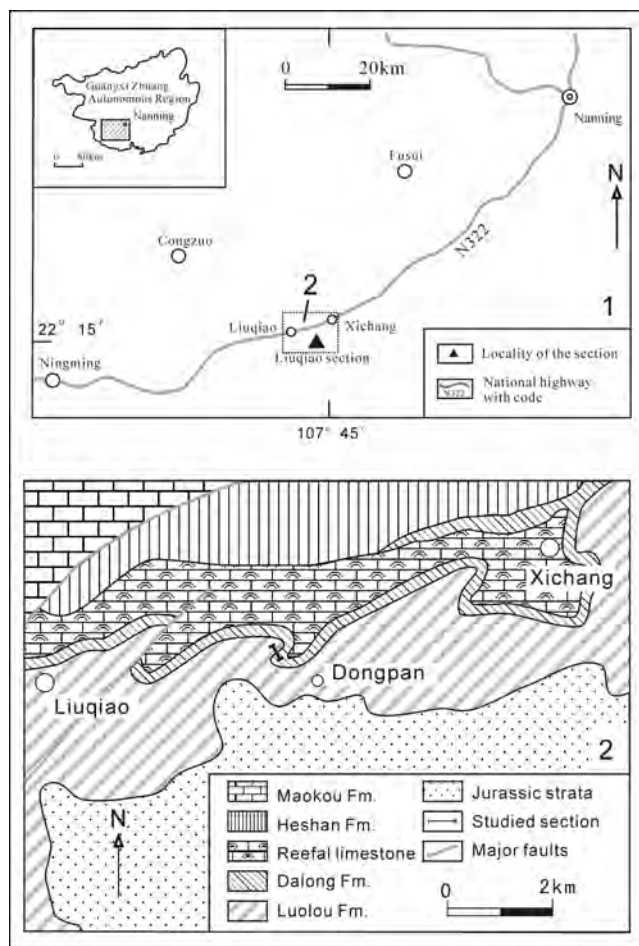 Guangxi Zhuang
Autonomous Region
Nanning
0 80km
0 20km
Nanning
Fusui
N
Congzuo
N322
2
Liuqiao
Xichang
1
22° 15′
Liuqiao section
Ningming
Locality of the section
N322
National highway
with code
107° 45′
Xichang
Dongpan
Liuqiao
2
N
Maokou Fm.
Heshan Fm.
Reefal limestone
Dalong Fm.
Luolou Fm.
Jurassic strata
Studied section
Major faults
0 2km